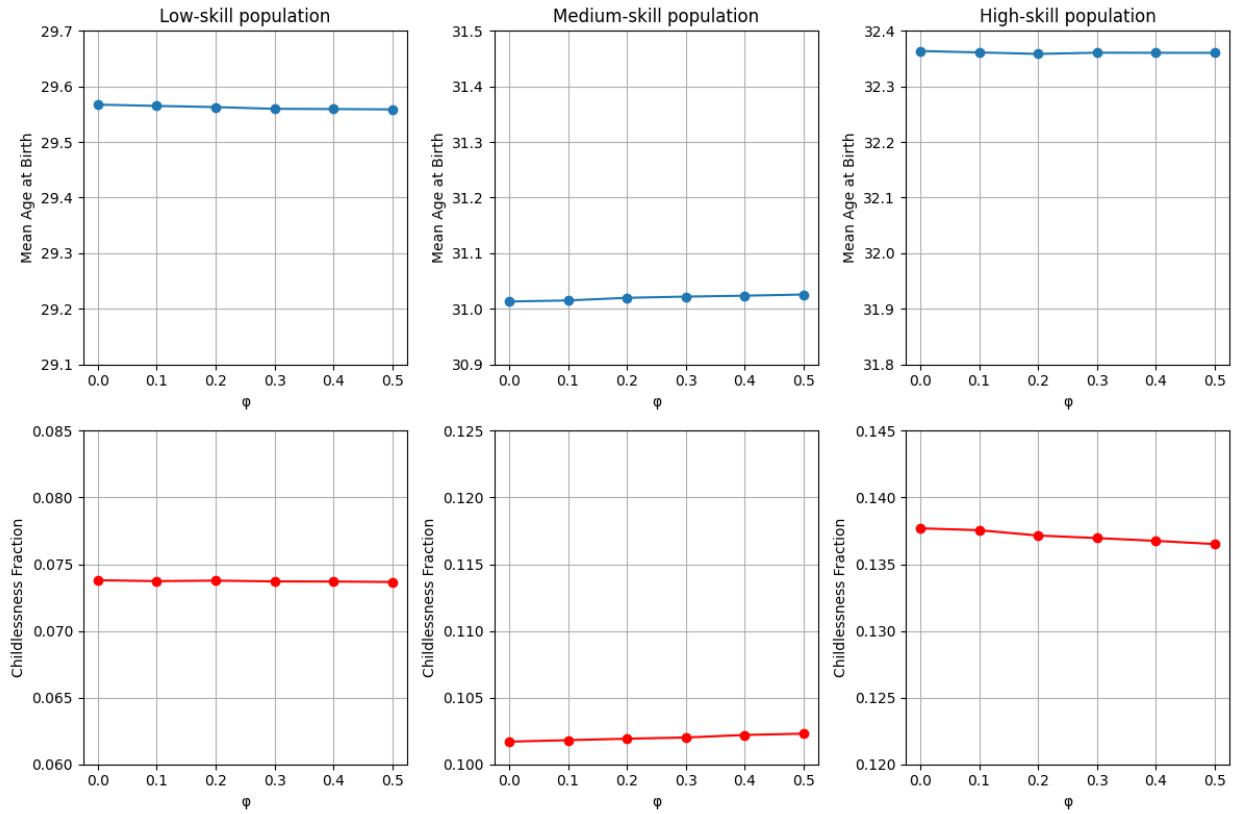 Low-skill population
29.7
29.6
29.5
29.4
29.3
29.2
29.1
Mean Age at Birth
0.0 0.1 0.2 0.3 0.4 0.5
φ
Medium-skill population
31.5
31.4
31.3
31.2
31.1
31.0
30.9
Mean Age at Birth
0.0 0.1 0.2 0.3 0.4 0.5
φ
High-skill population
32.4
32.3
32.2
32.1
32.0
31.9
31.8
Mean Age at Birth
0.0 0.1 0.2 0.3 0.4 0.5
φ
0.085
0.080
0.075
0.070
0.065
0.060
Childlessness Fraction
0.0 0.1 0.2 0.3 0.4 0.5
φ
0.125
0.120
0.115
0.110
0.105
0.100
Childlessness Fraction
0.0 0.1 0.2 0.3 0.4 0.5
φ
0.145
0.140
0.135
0.130
0.125
0.120
Childlessness Fraction
0.0 0.1 0.2 0.3 0.4 0.5
φ